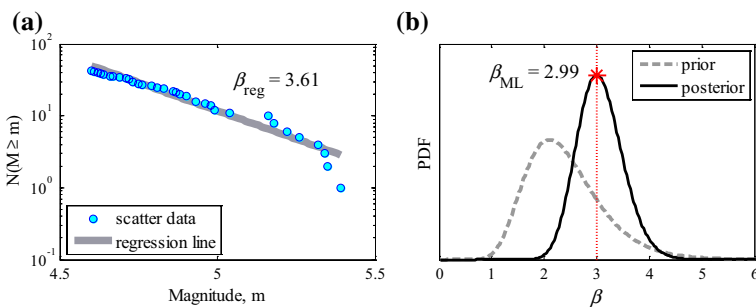 (a)
N(M ≥ m)
10^2
10^1
10^0
10^-1
β_reg = 3.61
scatter data
regression line
4.5 5 5.5
Magnitude, m
(b)
PDF
β_ML = 2.99
prior
posterior
0 1 2 3 4 5 6
β